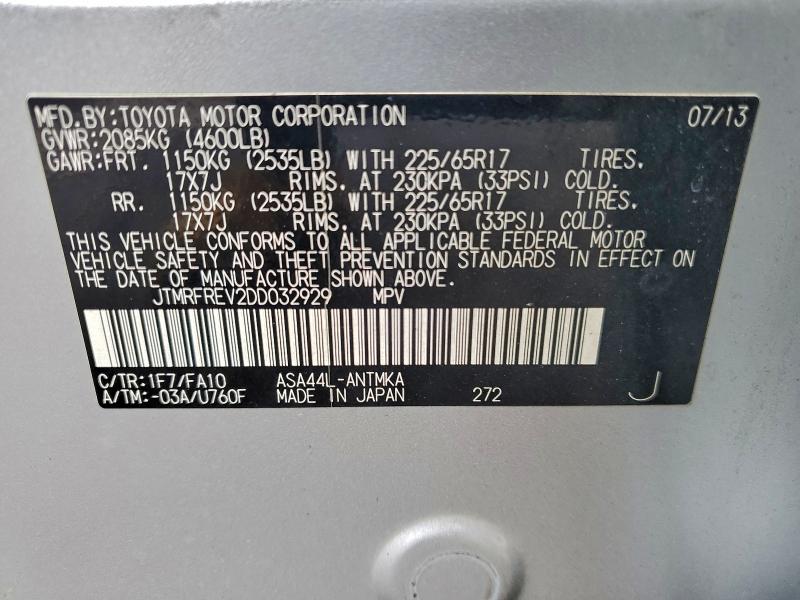 MFD.BY:TOYOTA MOTOR CORPORATION 07/13
GVWR:2085KG (4600LB)
GAWR:FRT. 1150KG (2535LB) WITH 225/65R17 TIRES.
17X7J RIMS. AT 230KPA (33PSI) COLD.
RR. 1150KG (2535LB) WITH 225/65R17 TIRES.
17X7J RIMS. AT 230KPA (33PSI) COLD.
THIS VEHICLE CONFORMS TO ALL APPLICABLE FEDERAL MOTOR
VEHICLE SAFETY AND THEFT PREVENTION STANDARDS IN EFFECT ON
THE DATE OF MANUFACTURE SHOWN ABOVE.
JTMRFREV2DD032929 MPV
C/TR:1F7/FA10 ASA44L-ANTMKA
A/TM:-03A/U760F MADE IN JAPAN 272 J